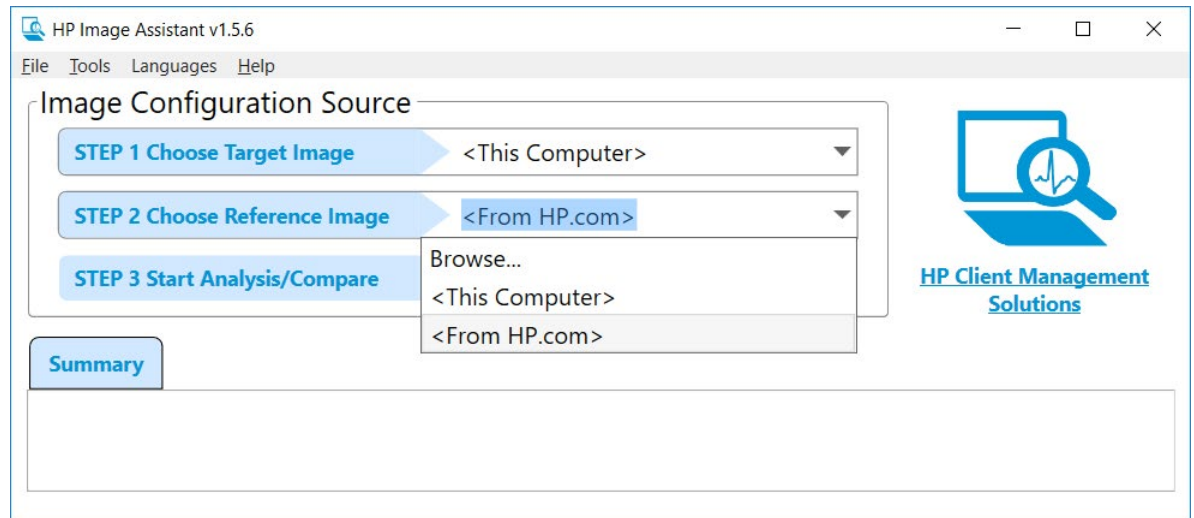 HP Image Assistant v1.5.6
File Tools Languages Help
Image Configuration Source
STEP 1 Choose Target Image
<This Computer>
STEP 2 Choose Reference Image
<From HP.com>
STEP 3 Start Analysis/Compare
Browse...
<This Computer>
<From HP.com>
HP Client Management
Solutions
Summary